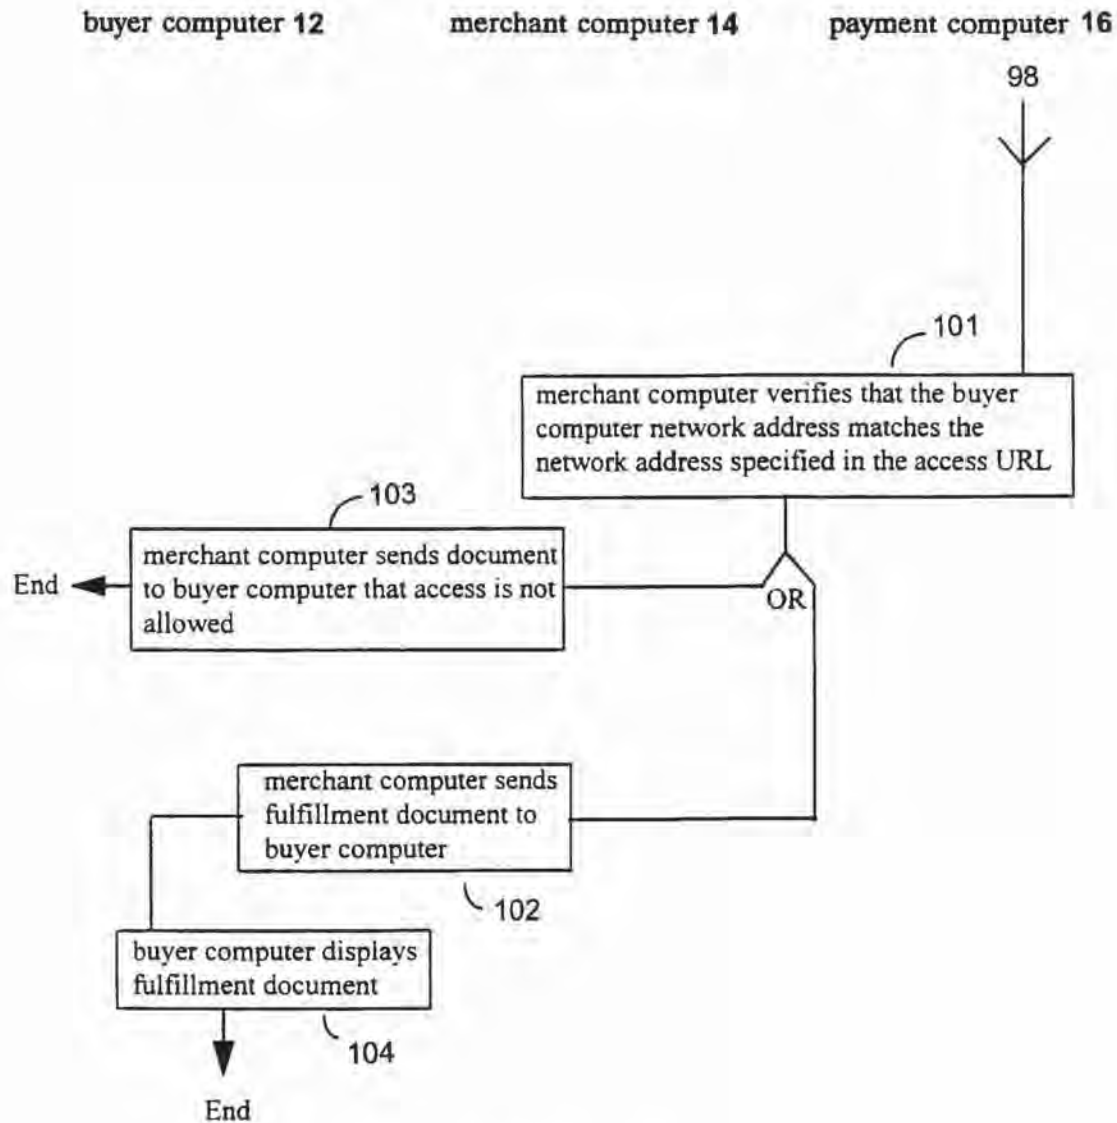 buyer computer 12 merchant computer 14 payment computer 16
98
101
merchant computer verifies that the buyer
computer network address matches the
network address specified in the access URL
103
merchant computer sends document
to buyer computer that access is not
allowed
End
OR
merchant computer sends
fulfillment document to
buyer computer
102
buyer computer displays
fulfillment document
104
End